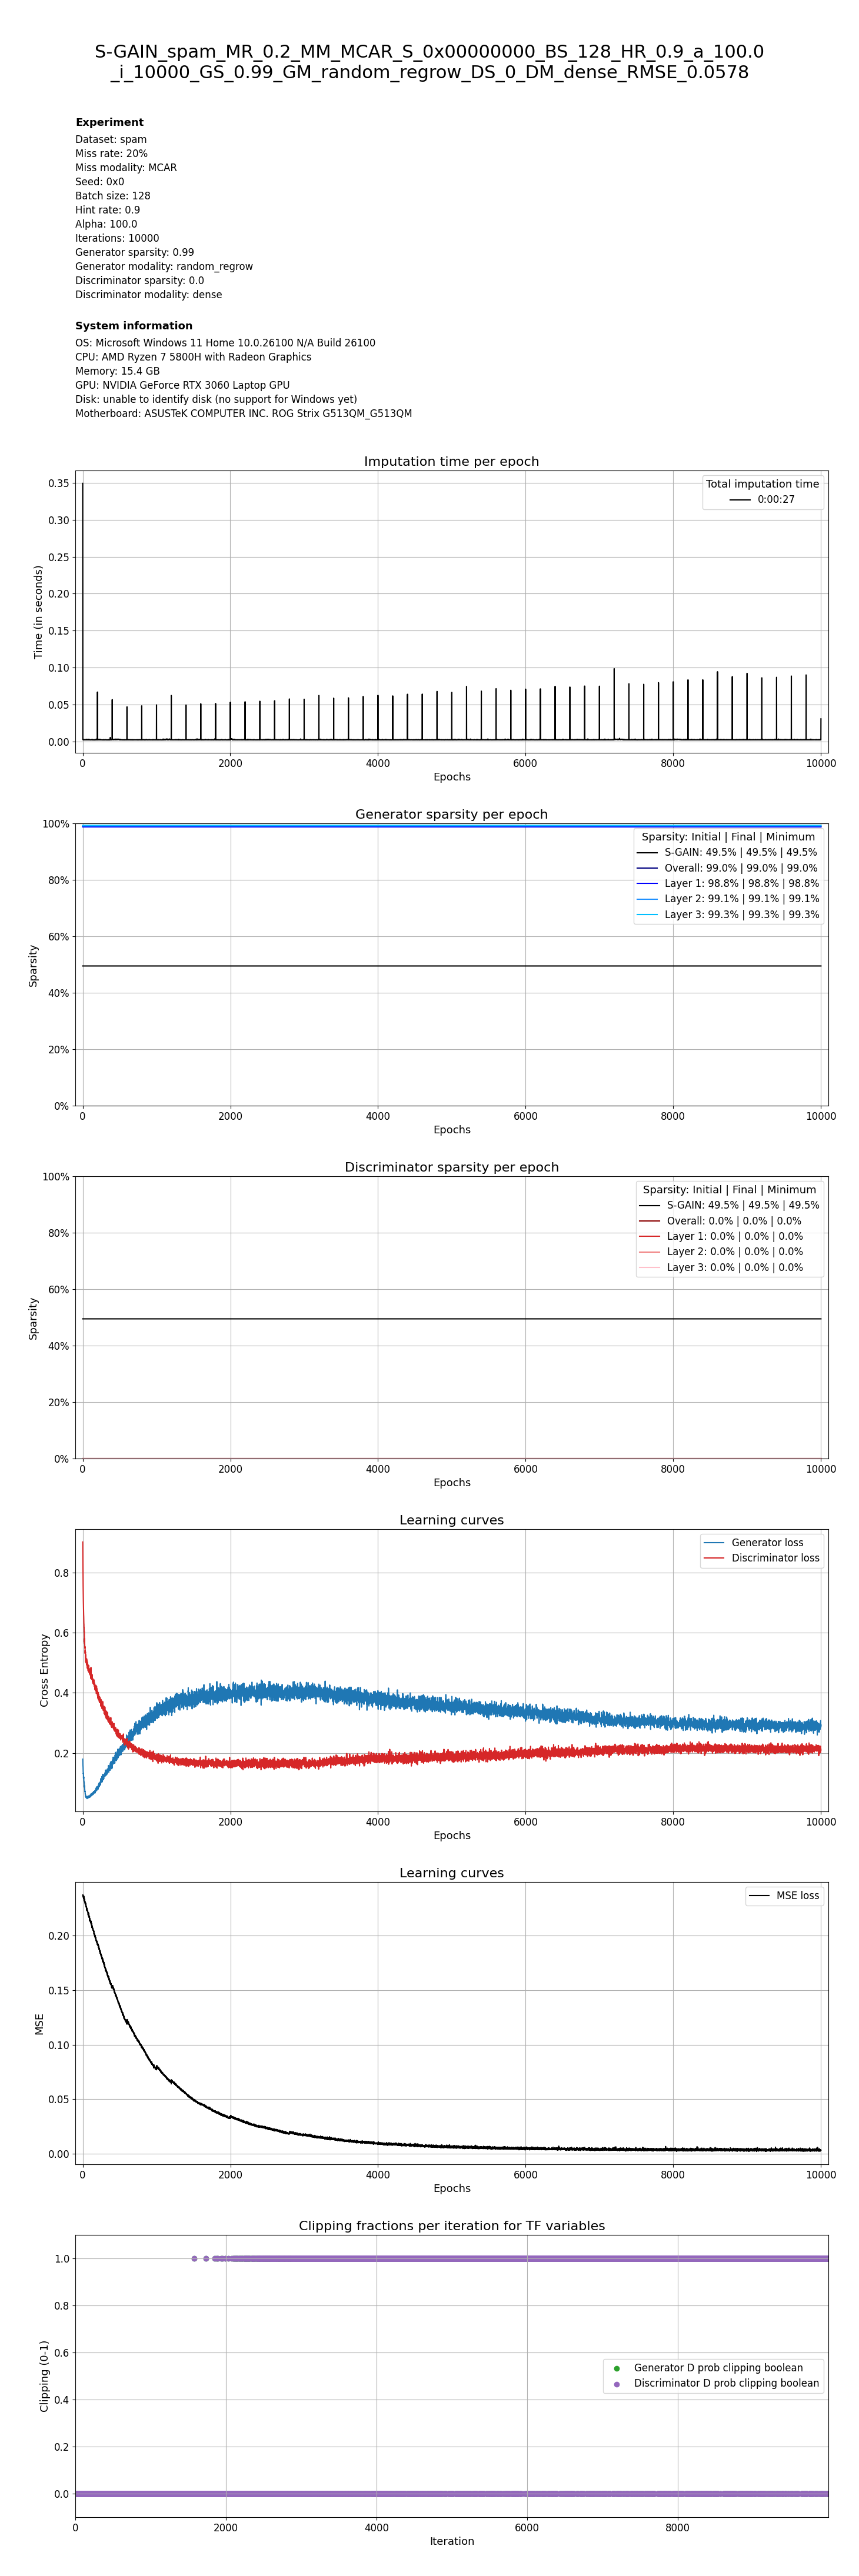 S-GAIN_spam_MR_0.2_MM_MCAR_S_0x00000000_BS_128_HR_0.9_a_100.0
_i_10000_GS_0.99_GM_random_regrow_DS_0_DM_dense_RMSE_0.0578
Experiment
Dataset: spam
Miss rate: 20%
Miss modality: MCAR
Seed: 0x0
Batch size: 128
Hint rate: 0.9
Alpha: 100.0
Iterations: 10000
Generator sparsity: 0.99
Generator modality: random_regrow
Discriminator sparsity: 0.0
Discriminator modality: dense
System information
OS: Microsoft Windows 11 Home 10.0.26100 N/A Build 26100
CPU: AMD Ryzen 7 5800H with Radeon Graphics
Memory: 15.4 GB
GPU: NVIDIA GeForce RTX 3060 Laptop GPU
Disk: unable to identify disk (no support for Windows yet)
Motherboard: ASUSTeK COMPUTER INC. ROG Strix G513QM_G513QM
Imputation time per epoch
Time (in seconds)
0.35
0.30
0.25
0.20
0.15
0.10
0.05
0.00
Total imputation time
0:00:27
0 2000 4000 6000 8000 10000
Epochs
Generator sparsity per epoch
Sparsity
100%
80%
60%
40%
20%
0%
Sparsity: Initial | Final | Minimum
S-GAIN: 49.5% | 49.5% | 49.5%
Overall: 99.0% | 99.0% | 99.0%
Layer 1: 98.8% | 98.8% | 98.8%
Layer 2: 99.1% | 99.1% | 99.1%
Layer 3: 99.3% | 99.3% | 99.3%
0 2000 4000 6000 8000 10000
Epochs
Discriminator sparsity per epoch
Sparsity
100%
80%
60%
40%
20%
0%
Sparsity: Initial | Final | Minimum
S-GAIN: 49.5% | 49.5% | 49.5%
Overall: 0.0% | 0.0% | 0.0%
Layer 1: 0.0% | 0.0% | 0.0%
Layer 2: 0.0% | 0.0% | 0.0%
Layer 3: 0.0% | 0.0% | 0.0%
0 2000 4000 6000 8000 10000
Epochs
Learning curves
Cross Entropy
0.8
0.6
0.4
0.2
Generator loss
Discriminator loss
0 2000 4000 6000 8000 10000
Epochs
Learning curves
MSE
0.20
0.15
0.10
0.05
0.00
MSE loss
0 2000 4000 6000 8000 10000
Epochs
Clipping fractions per iteration for TF variables
Clipping (0-1)
1.0
0.8
0.6
0.4
0.2
0.0
Generator D prob clipping boolean
Discriminator D prob clipping boolean
0 2000 4000 6000 8000
Iteration